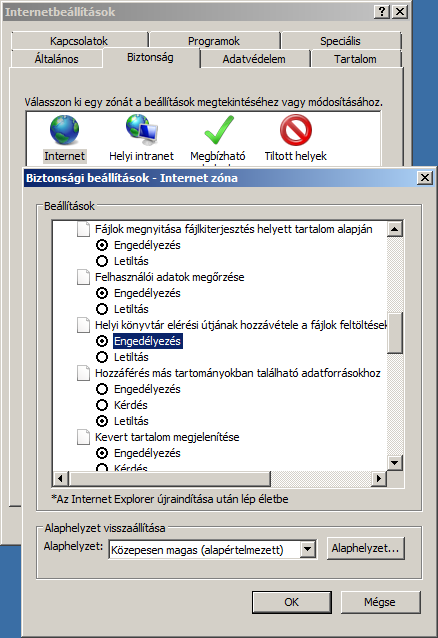 Internetbeállítások
Kapcsolatok Programok Speciális
Általános Biztonság Adatvédelem Tartalom
Válasszon ki egy zónát a beállítások megtekintéséhez vagy módosításához.
Internet Helyi intranet Megbízható Tiltott helyek
Biztonsági beállítások - Internet zóna
Beállítások
Fájlok megnyitása fájlkiterjesztés helyett tartalom alapján
Engedélyezés
Letiltás
Felhasználói adatok megőrzése
Engedélyezés
Letiltás
Helyi könyvtár elérési útjának hozzávétele a fájlok feltöltések
Engedélyezés
Letiltás
Hozzáférés más tartományokban található adatforrásokhoz
Engedélyezés
Kérdés
Letiltás
Kevert tartalom megjelenítése
Engedélyezés
Kérdés
*Az Internet Explorer újraindítása után lép életbe
Alaphelyzet visszaállítása
Alaphelyzet: Közepesen magas (alapértelmezett) Alaphelyzet...
OK Mégse